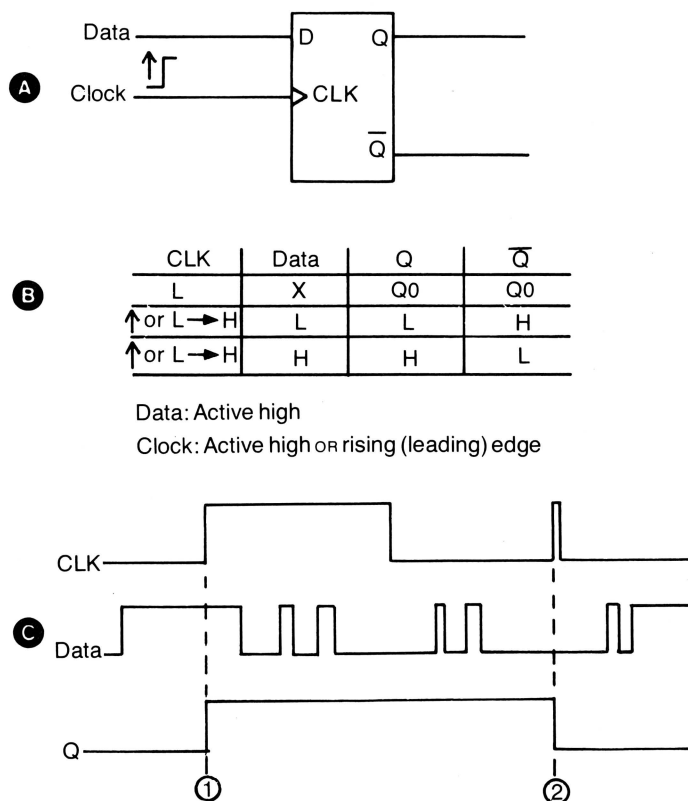 A
Data
D
Q
Clock
CLK
Q̅
B
CLK Data Q Q̅
L X Q0 Q0
↑ or L → H L L H
↑ or L → H H H L
Data: Active high
Clock: Active high OR rising (leading) edge
C
CLK
Data
Q
① ②